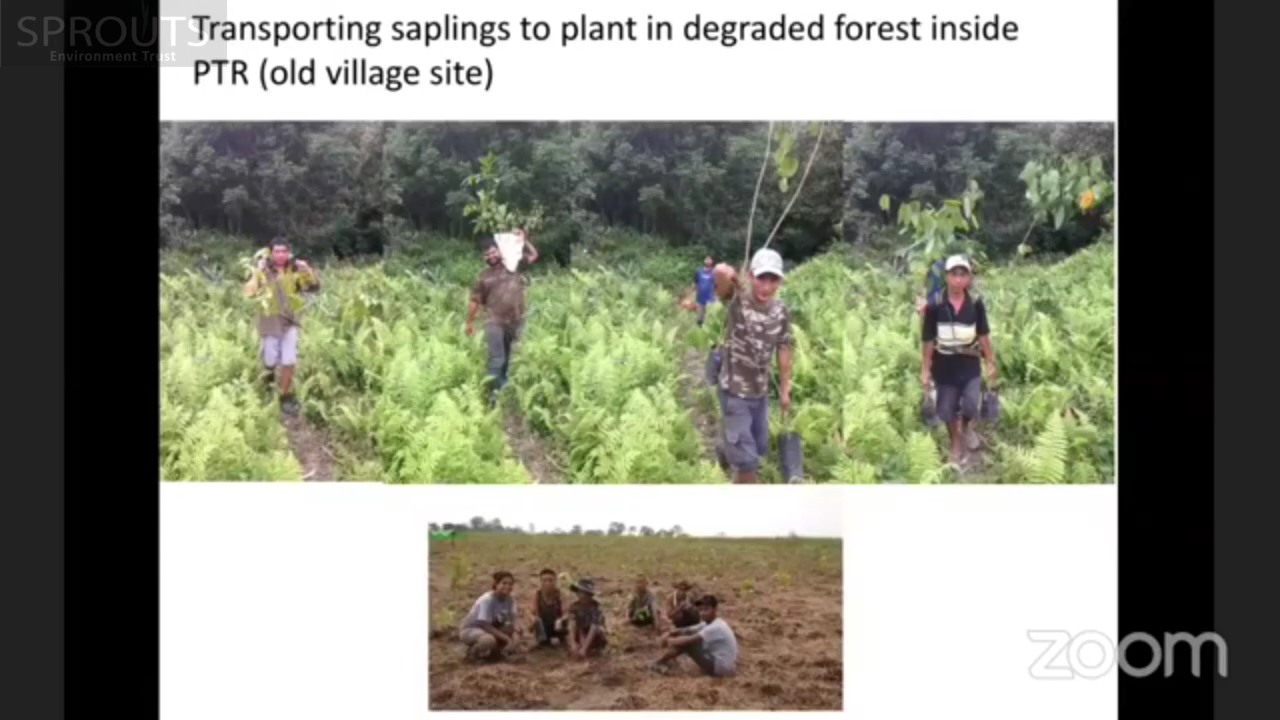 SPROUTS
Environment Trust
Transporting saplings to plant in degraded forest inside
PTR (old village site)
zoom